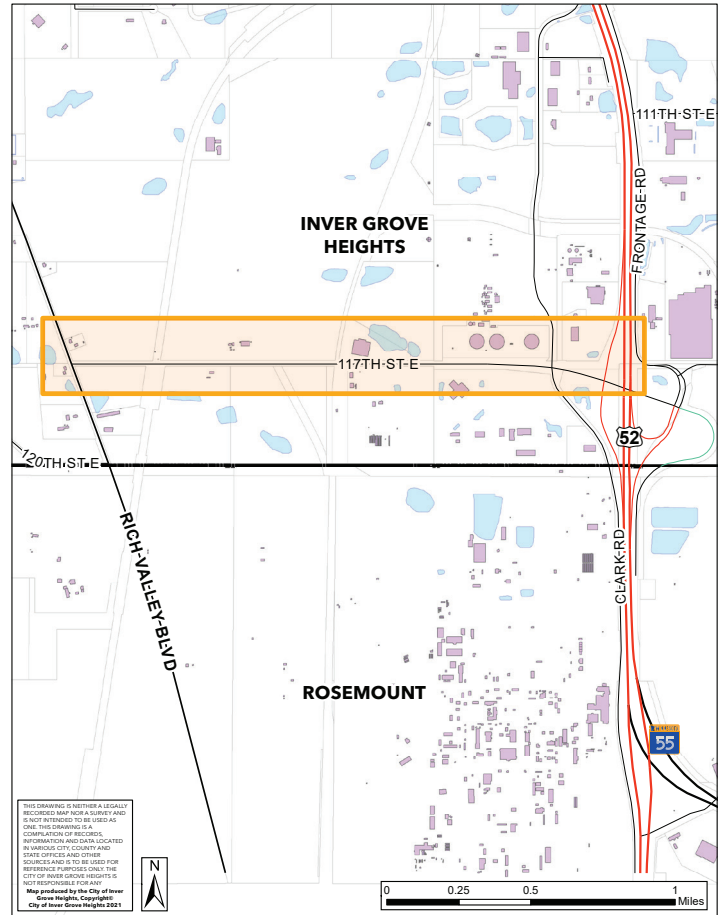 111TH-ST-E
FRONTAGE-RD
INVER GROVE
HEIGHTS
117TH-ST-E
52
120TH-ST-E
CLARK-RD
RICH-VALLEY-BLVD
ROSEMOUNT
55
THIS DRAWING IS NEITHER A LEGALLY
RECORDED MAP NOR A SURVEY AND
IS NOT INTENDED TO BE USED AS
ONE. THIS DRAWING IS A
COMPILATION OF RECORDS,
INFORMATION AND DATA LOCATED
IN VARIOUS CITY, COUNTY AND
STATE OFFICES AND OTHER
SOURCES AND IS TO BE USED FOR
REFERENCE PURPOSES ONLY. THE
CITY OF INVER GROVE HEIGHTS IS
NOT RESPONSIBLE FOR ANY
Map produced by the City of Inver
Grove Heights, Copyright©
City of Inver Grove Heights 2021
N
0 0.25 0.5 1
Miles